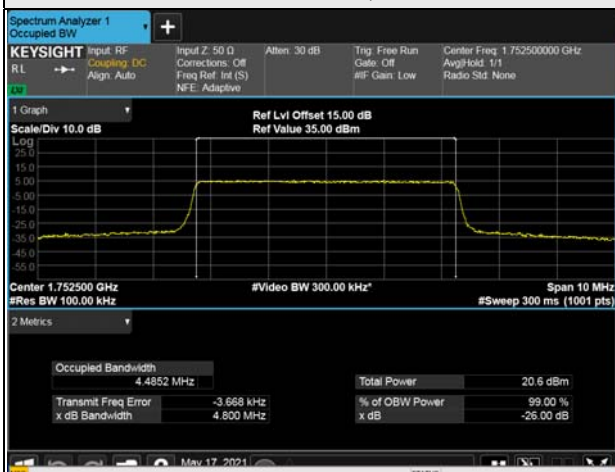 Spectrum Analyzer 1
Occupied BW
KEYSIGHT
RL
Input: RF
Coupling: DC
Align: Auto
Input Z: 50 Ω
Corrections: Off
Freq Ref: Int (S)
NFE: Adaptive
Atten: 30 dB
Trig: Free Run
Gate: Off
#IF Gain: Low
Center Freq: 1.752500000 GHz
Avg|Hold: 1/1
Radio Std: None
1 Graph
Scale/Div 10.0 dB
Ref Lvl Offset 15.00 dB
Ref Value 35.00 dBm
Log
25.0
15.0
5.00
-5.00
-15.0
-25.0
-35.0
-45.0
-55.0
Center 1.752500 GHz
#Video BW 300.00 kHz*
Span 10 MHz
#Res BW 100.00 kHz
#Sweep 300 ms (1001 pts)
2 Metrics
Occupied Bandwidth
4.4852 MHz
Total Power 20.6 dBm
Transmit Freq Error -3.668 kHz
% of OBW Power 99.00 %
x dB Bandwidth 4.800 MHz
x dB -26.00 dB
May 17, 2021